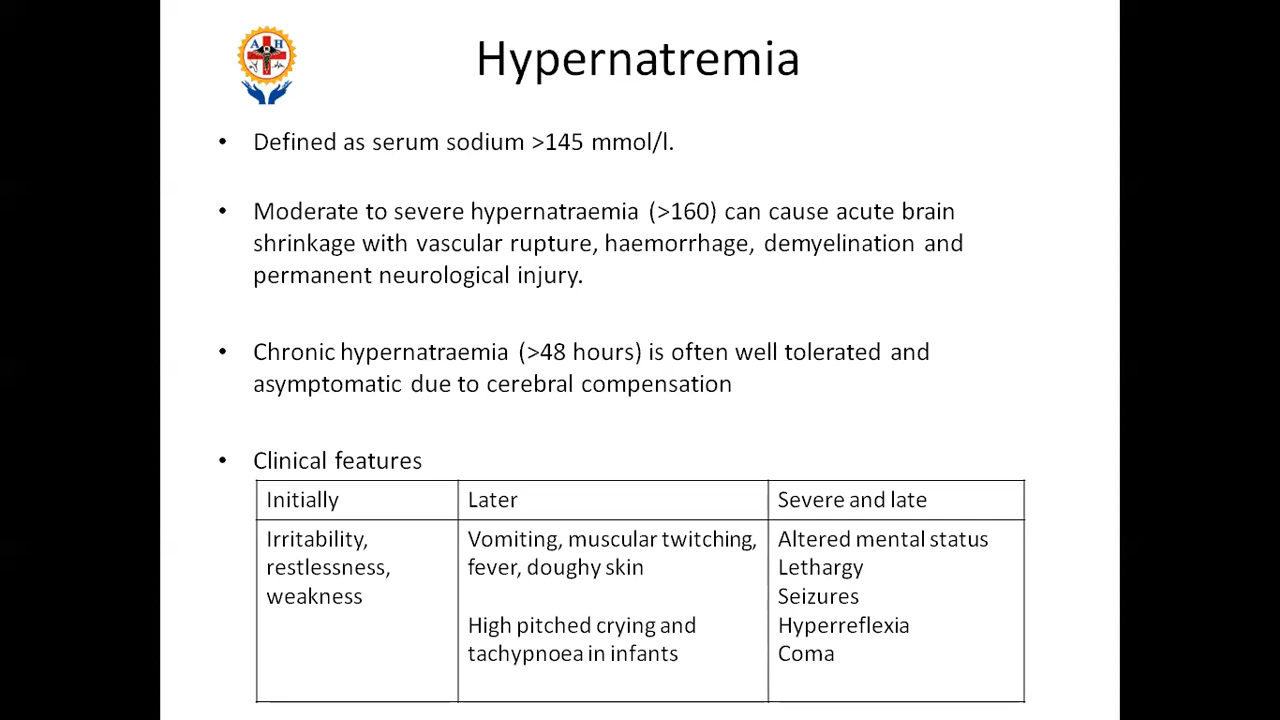 A H
Hypernatremia
• Defined as serum sodium >145 mmol/l.
• Moderate to severe hypernatraemia (>160) can cause acute brain
shrinkage with vascular rupture, haemorrhage, demyelination and
permanent neurological injury.
• Chronic hypernatraemia (>48 hours) is often well tolerated and
asymptomatic due to cerebral compensation
• Clinical features
Initially
Later
Severe and late
Irritability,
restlessness,
weakness
Vomiting, muscular twitching,
fever, doughy skin
High pitched crying and
tachypnoea in infants
Altered mental status
Lethargy
Seizures
Hyperreflexia
Coma